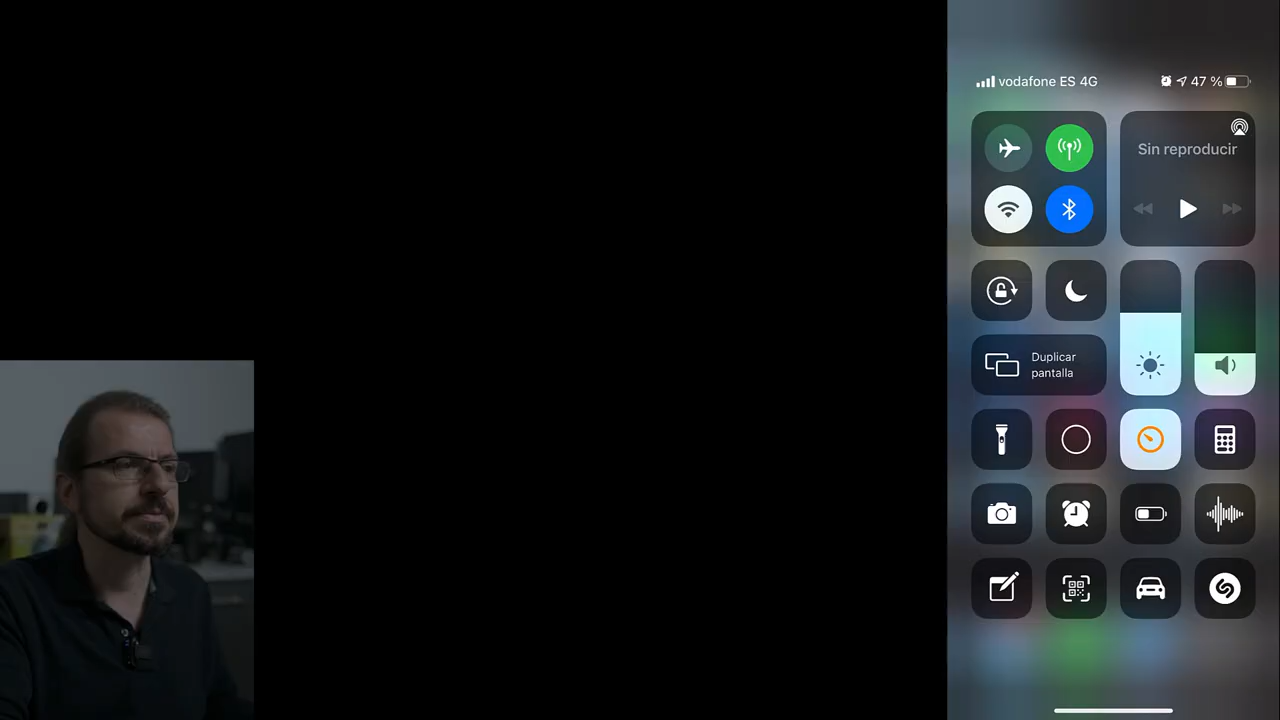 vodafone ES 4G
47 %
Sin reproducir
Duplicar
pantalla